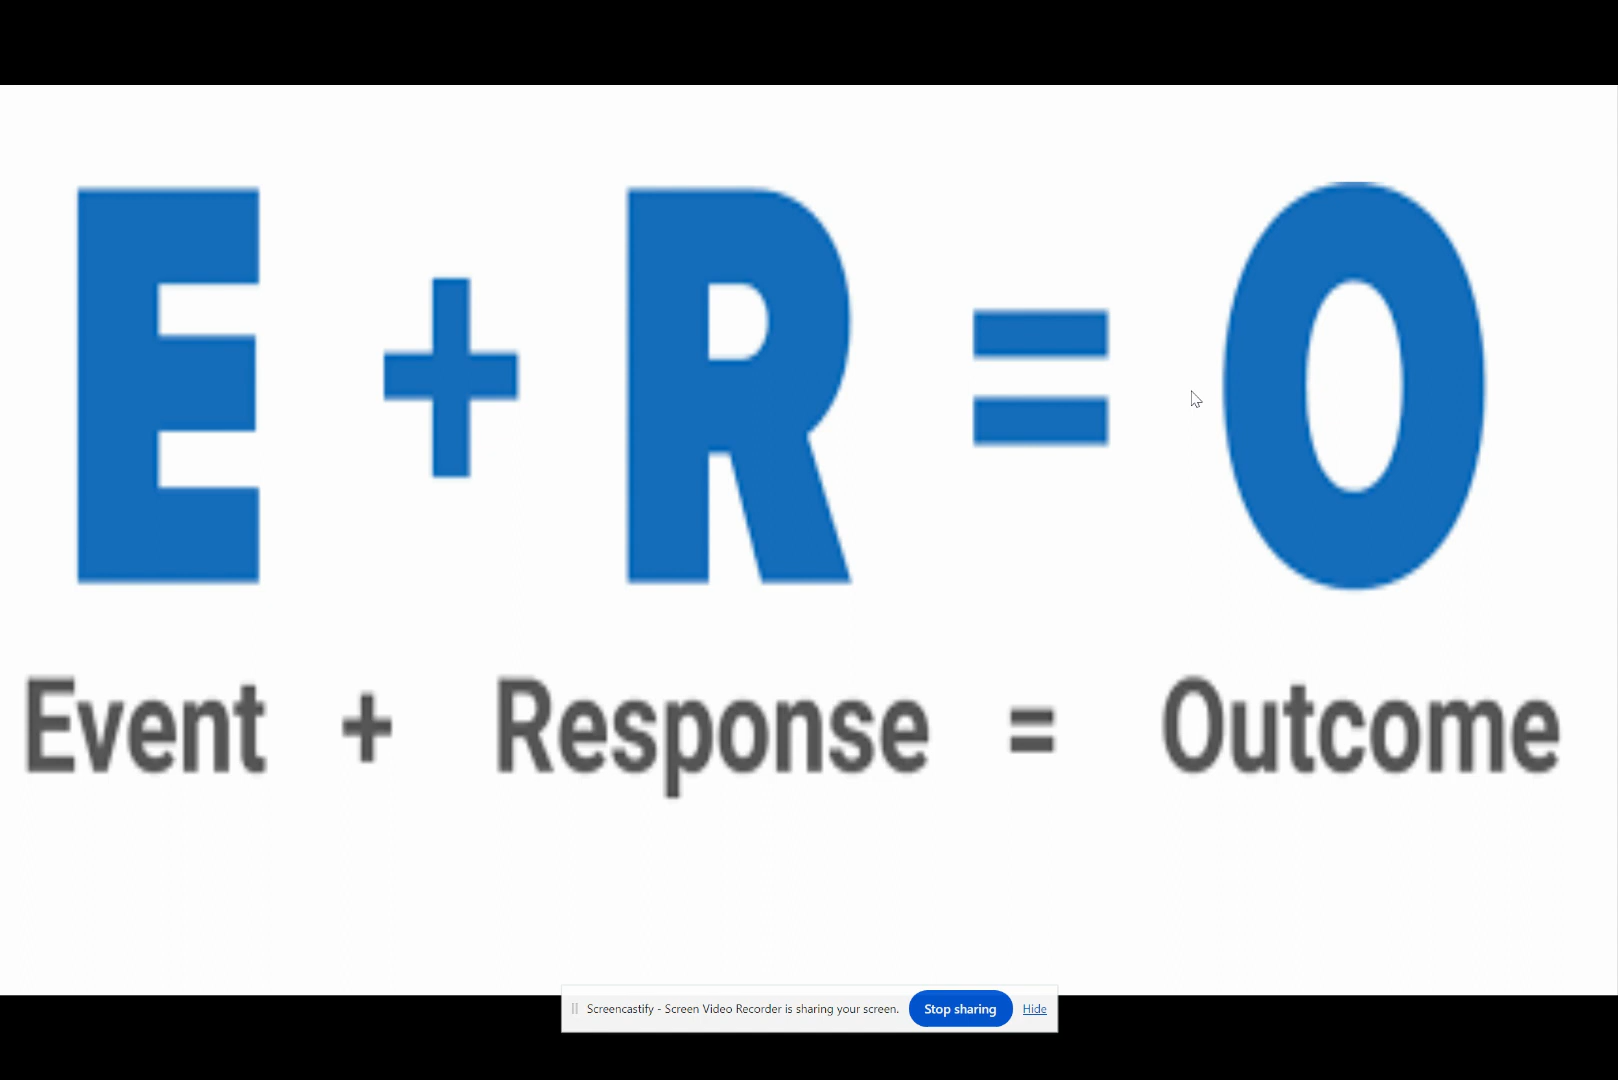 E + R = O
Event + Response = Outcome
Screencastify - Screen Video Recorder is sharing your screen. Stop sharing Hide